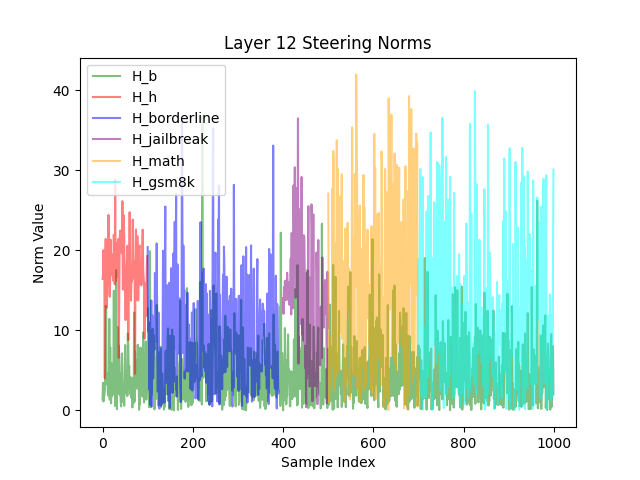 Layer 12 Steering Norms
H_b
H_h
H_borderline
H_jailbreak
H_math
H_gsm8k
Norm Value
40
30
20
10
0
0 200 400 600 800 1000
Sample Index